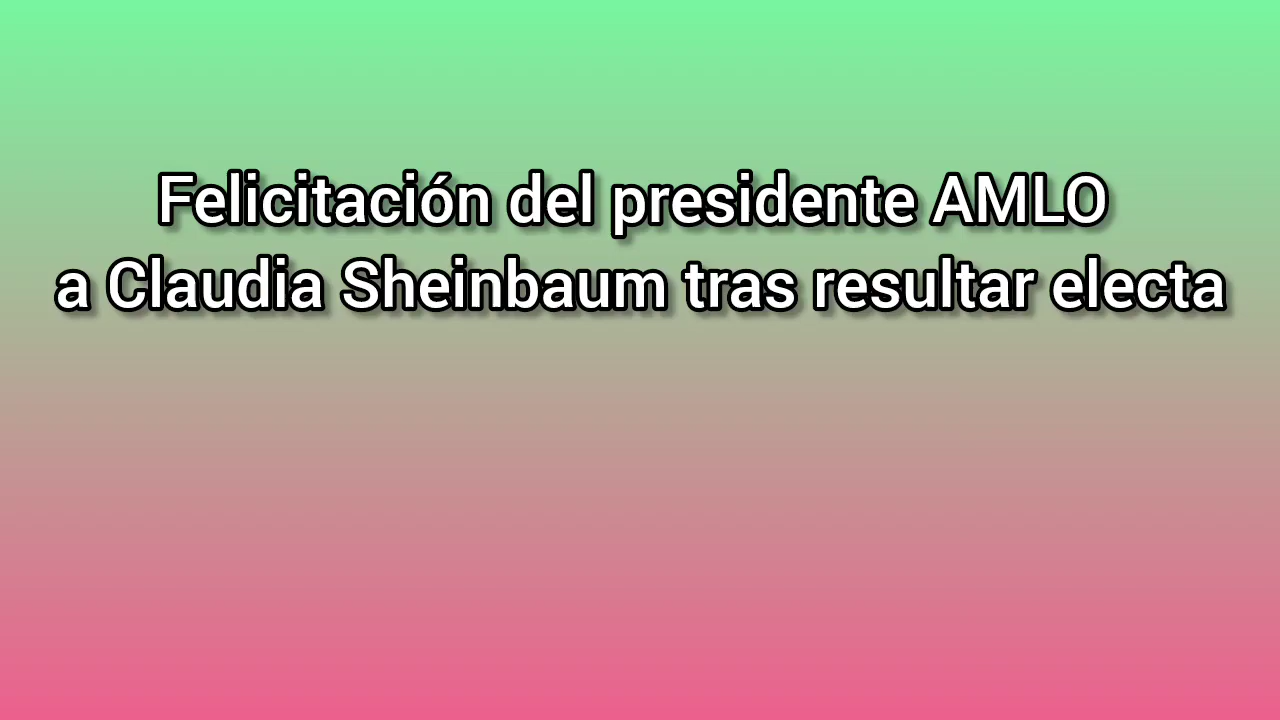 Felicitación del presidente AMLO
a Claudia Sheinbaum tras resultar electa